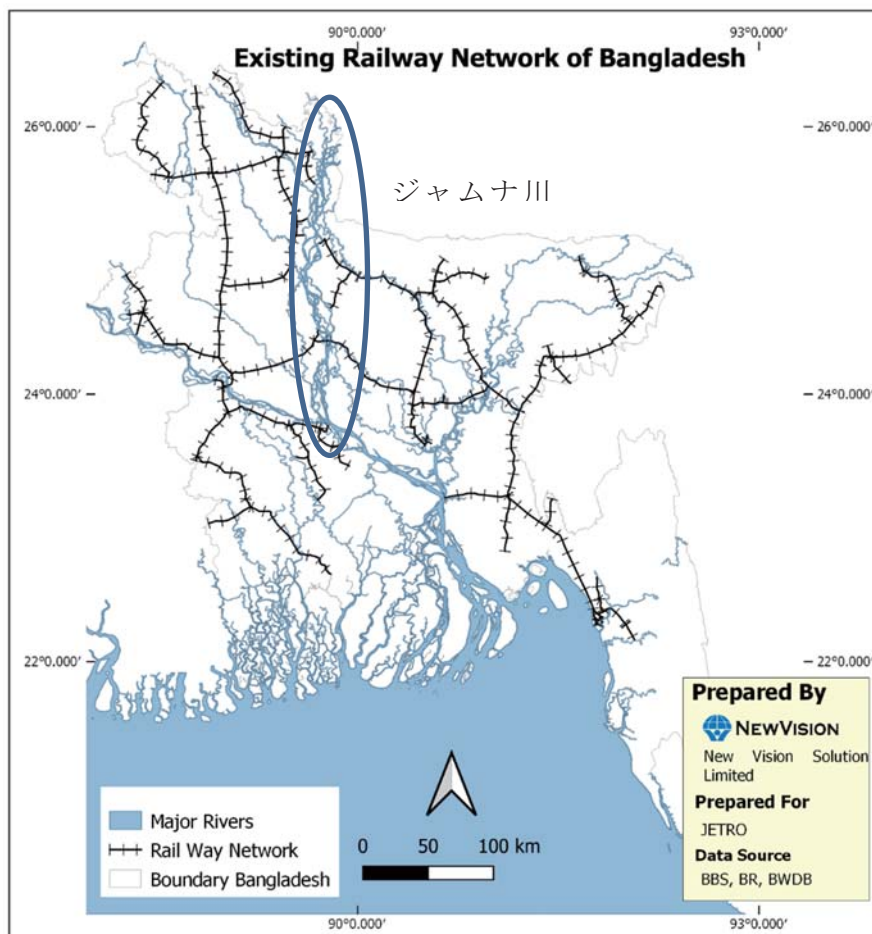 90°0.000'
93°0.000'
Existing Railway Network of Bangladesh
26°0.000'
26°0.000'
ジャムナ川
24°0.000'
24°0.000'
22°0.000'
22°0.000'
Prepared By
NEWVISION
New Vision Solution
Limited
Prepared For
JETRO
Data Source
BBS, BR, BWDB
Major Rivers
Rail Way Network
Boundary Bangladesh
0 50 100 km
90°0.000'
93°0.000'